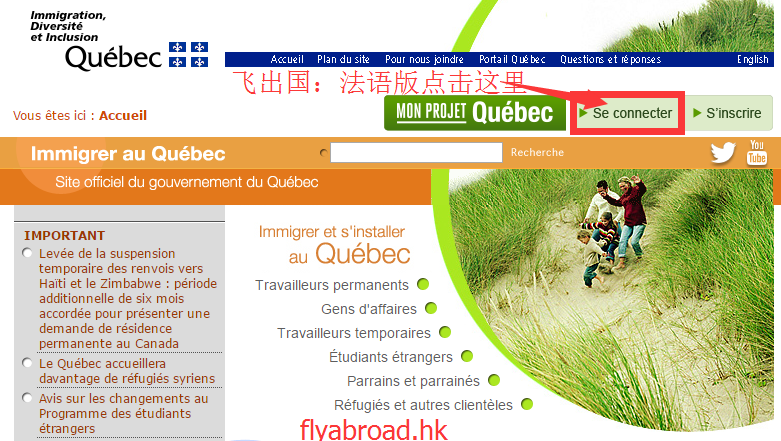 Immigration,
Diversité
et Inclusion
Québec
Accueil Plan du site Pour nous joindre Portail Québec Questions et réponses English
飞出国：法语版点击这里
Vous êtes ici : Accueil
MON PROJET Québec Se connecter S'inscrire
Immigrer au Québec
Recherche
You
Tube
Site officiel du gouvernement du Québec
IMPORTANT
Levée de la suspension
temporaire des renvois vers
Haïti et le Zimbabwe : période
additionnelle de six mois
accordée pour présenter une
demande de résidence
permanente au Canada
Le Québec accueillera
davantage de réfugiés syriens
Avis sur les changements au
Programme des étudiants
étrangers
Immigrer et s'installer
au Québec
Travailleurs permanents
Gens d'affaires
Travailleurs temporaires
Étudiants étrangers
Parrains et parrainés
Réfugiés et autres clientèles
flyabroad.hk